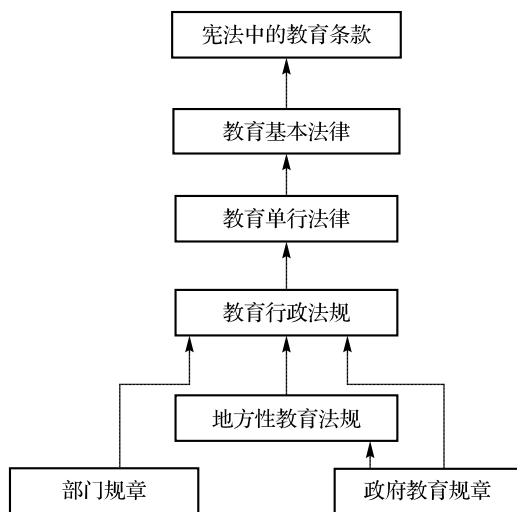 宪法中的教育条款
教育基本法律
教育单行法律
教育行政法规
地方性教育法规
部门规章
政府教育规章